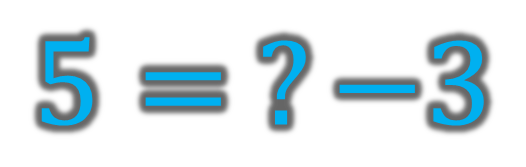 5 = ? − 3